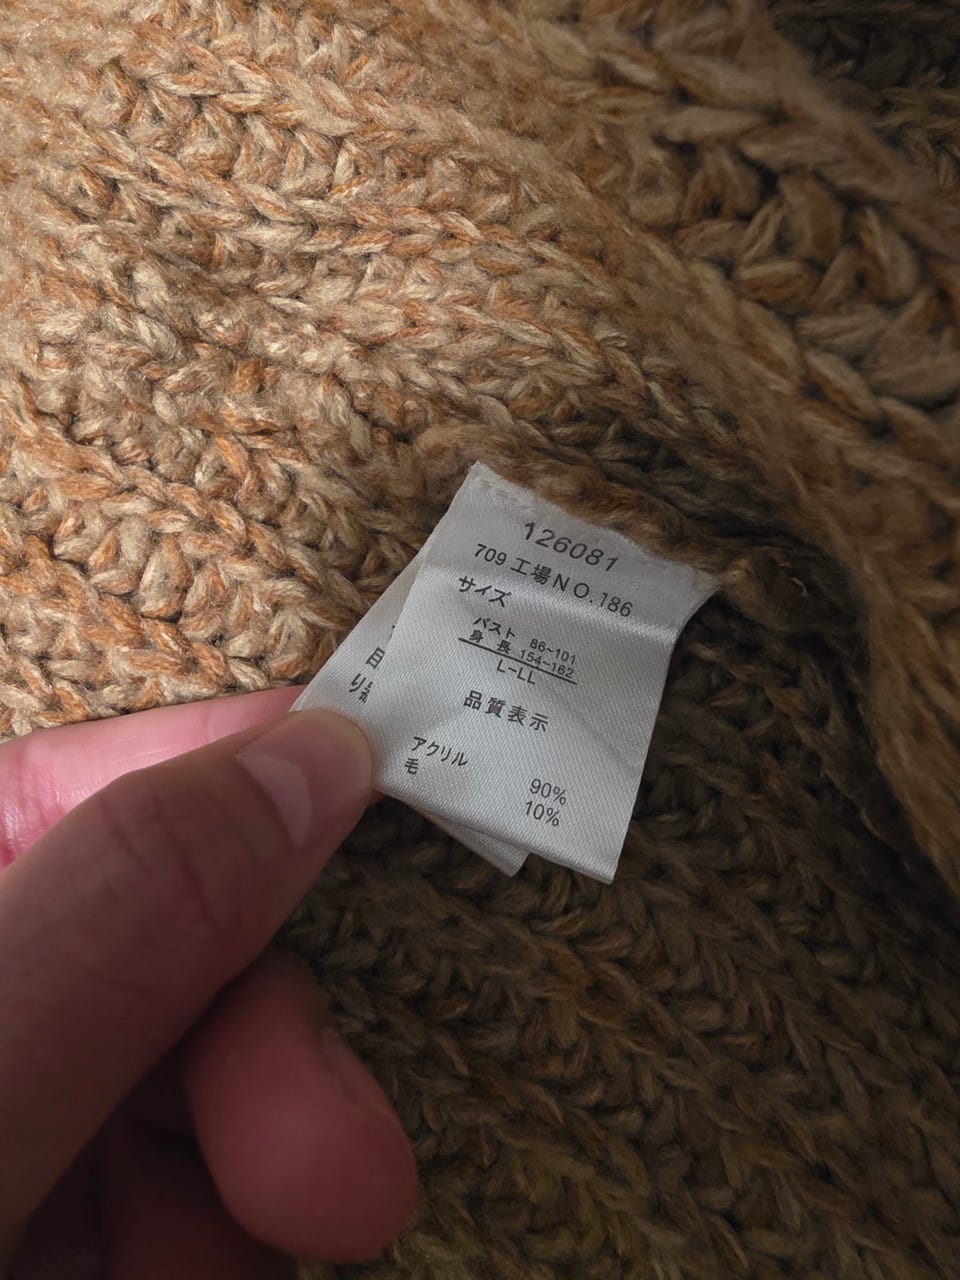 126081
709 工場NO.186
サイズ
バスト 86~101
身長 154~162
L~LL
品質表示
アクリル 90%
毛 10%